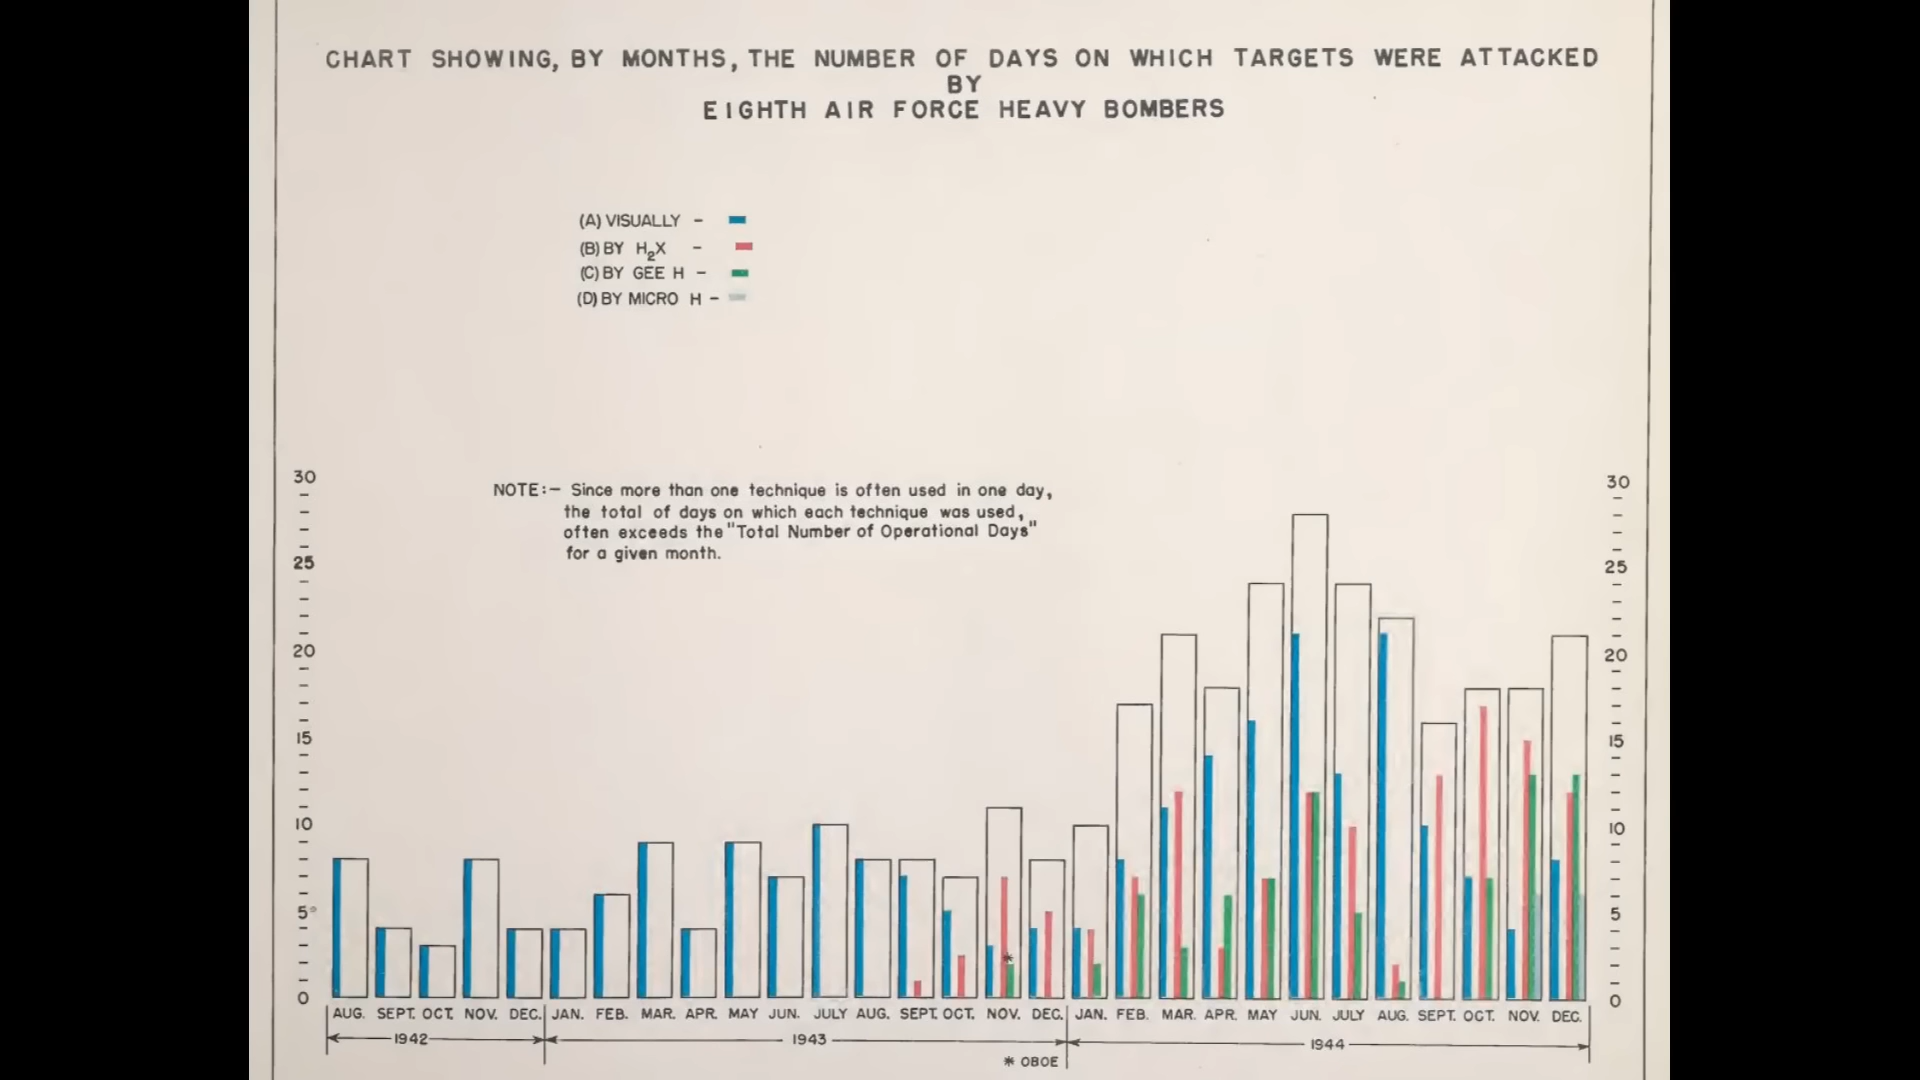 CHART SHOWING, BY MONTHS, THE NUMBER OF DAYS ON WHICH TARGETS WERE ATTACKED
BY
EIGHTH AIR FORCE HEAVY BOMBERS
(A) VISUALLY -
(B) BY H₂X -
(C) BY GEE H -
(D) BY MICRO H -
NOTE:- Since more than one technique is often used in one day,
the total of days on which each technique was used,
often exceeds the "Total Number of Operational Days"
for a given month.
30 30
25 25
20 20
15 15
10 10
5 5
0 0
AUG. SEPT. OCT. NOV. DEC. JAN. FEB. MAR. APR. MAY JUN. JULY AUG. SEPT. OCT. NOV. DEC. JAN. FEB. MAR. APR. MAY JUN. JULY AUG. SEPT. OCT. NOV. DEC.
1942 1943 1944
* OBOE